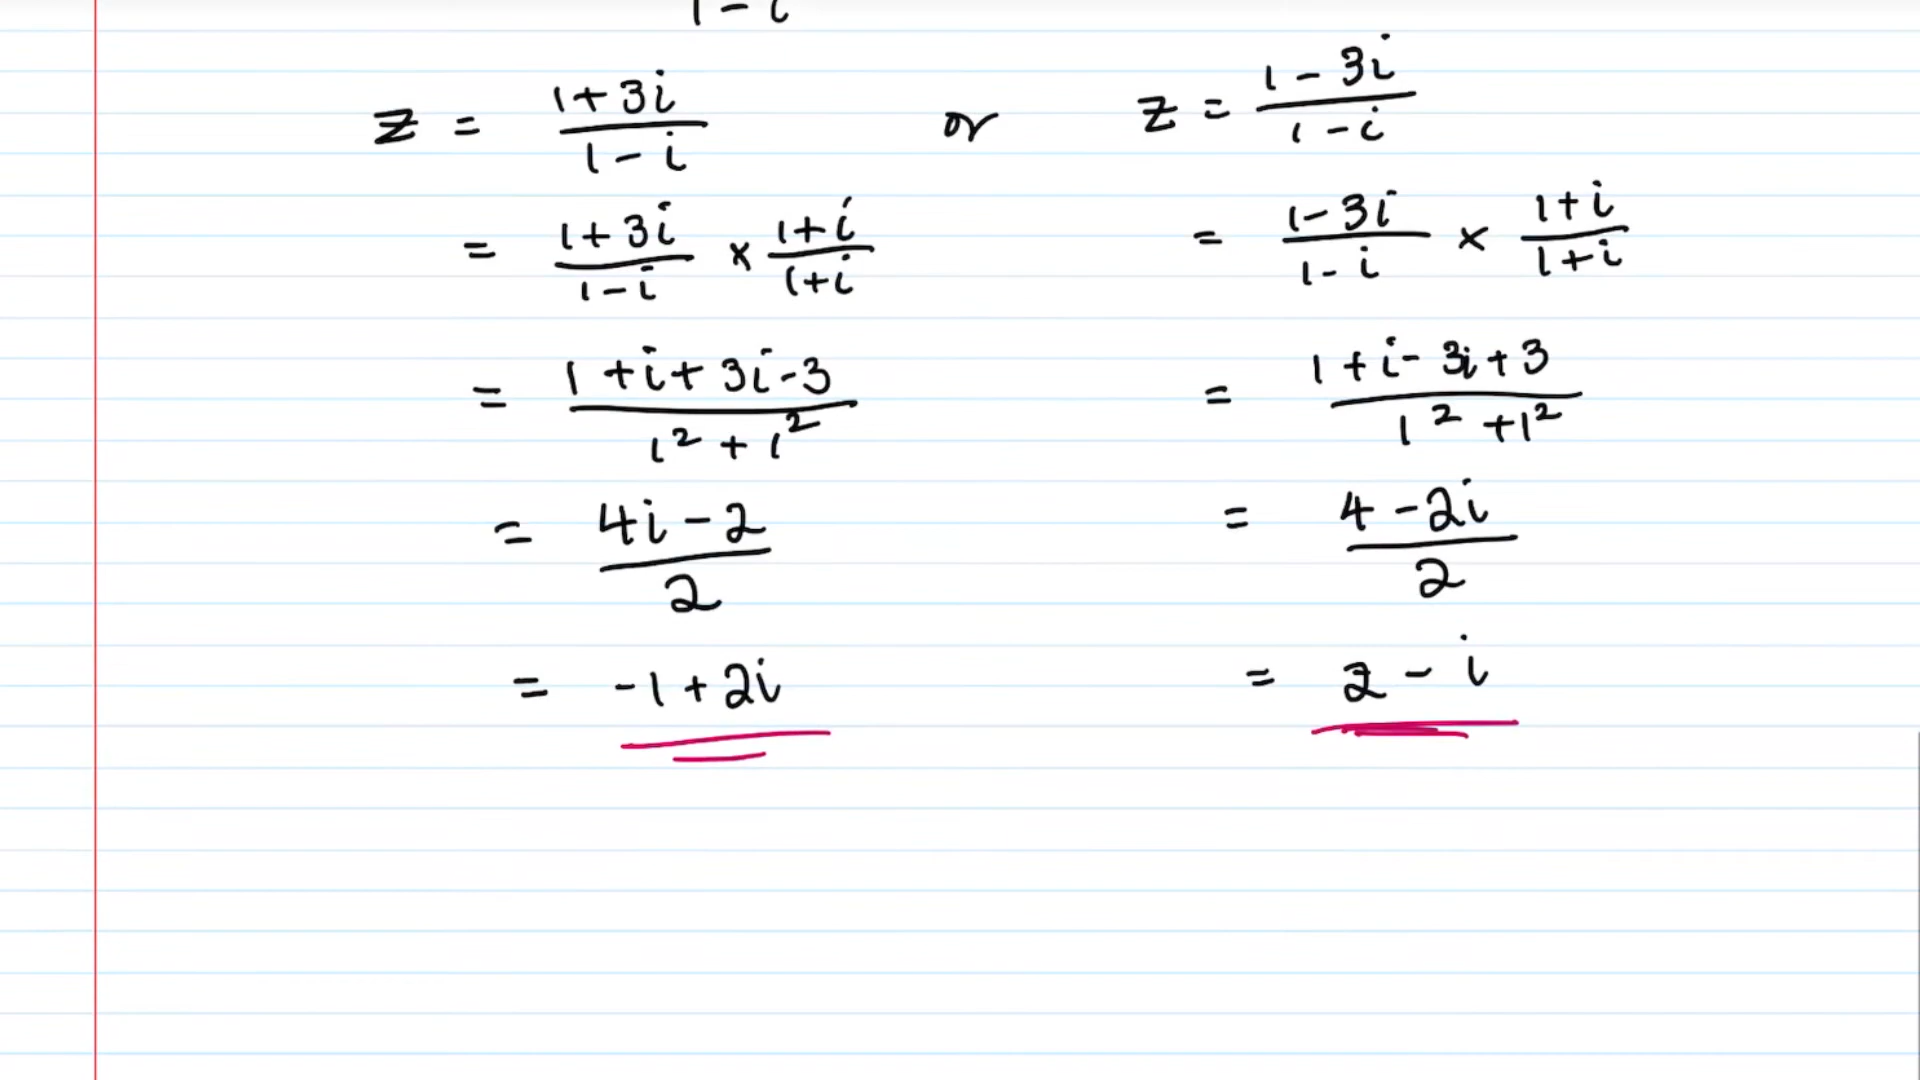 1 - i
z = (1+3i)/(1-i) or z = (1-3i)/(1-i)
= (1+3i)/(1-i) × (1+i)/(1+i)
= (1+i+3i-3)/(1²+1²)
= (4i-2)/2
= -1+2i
= (1-3i)/(1-i) × (1+i)/(1+i)
= (1+i-3i+3)/(1²+1²)
= (4-2i)/2
= 2-i